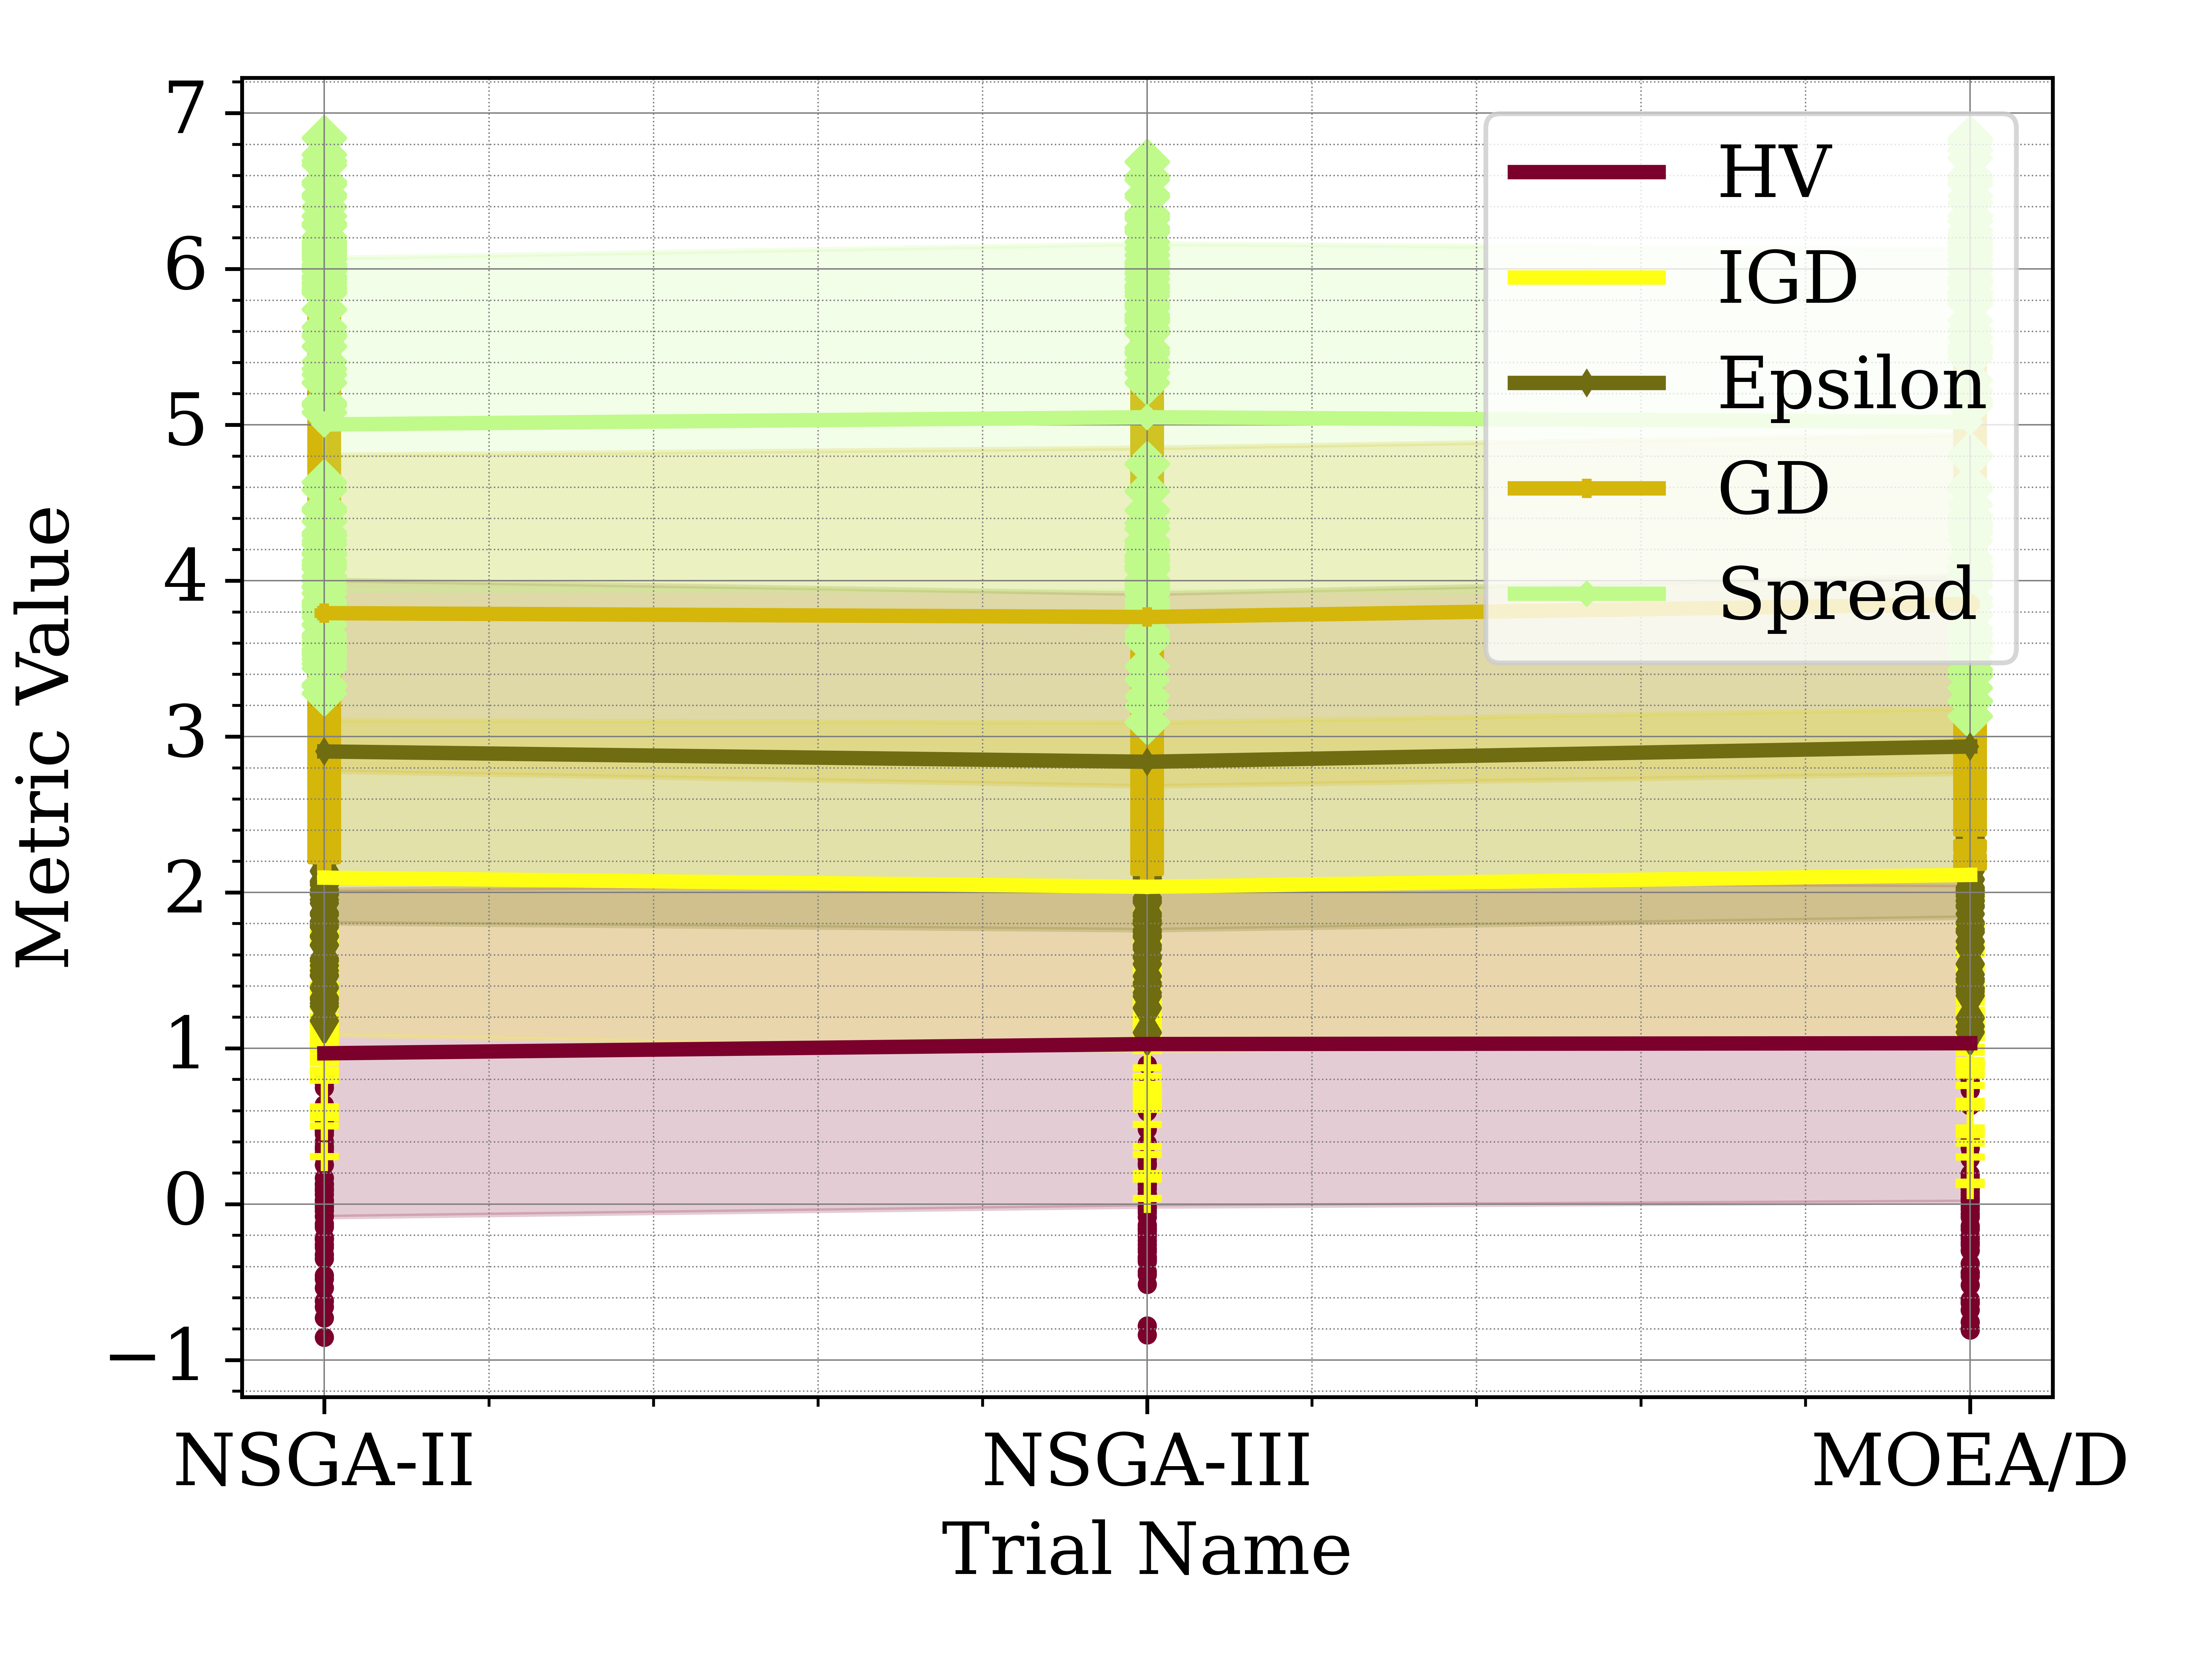 7
6
5
4
3
2
1
0
−1
Metric Value
HV
IGD
Epsilon
GD
Spread
NSGA-II NSGA-III MOEA/D
Trial Name